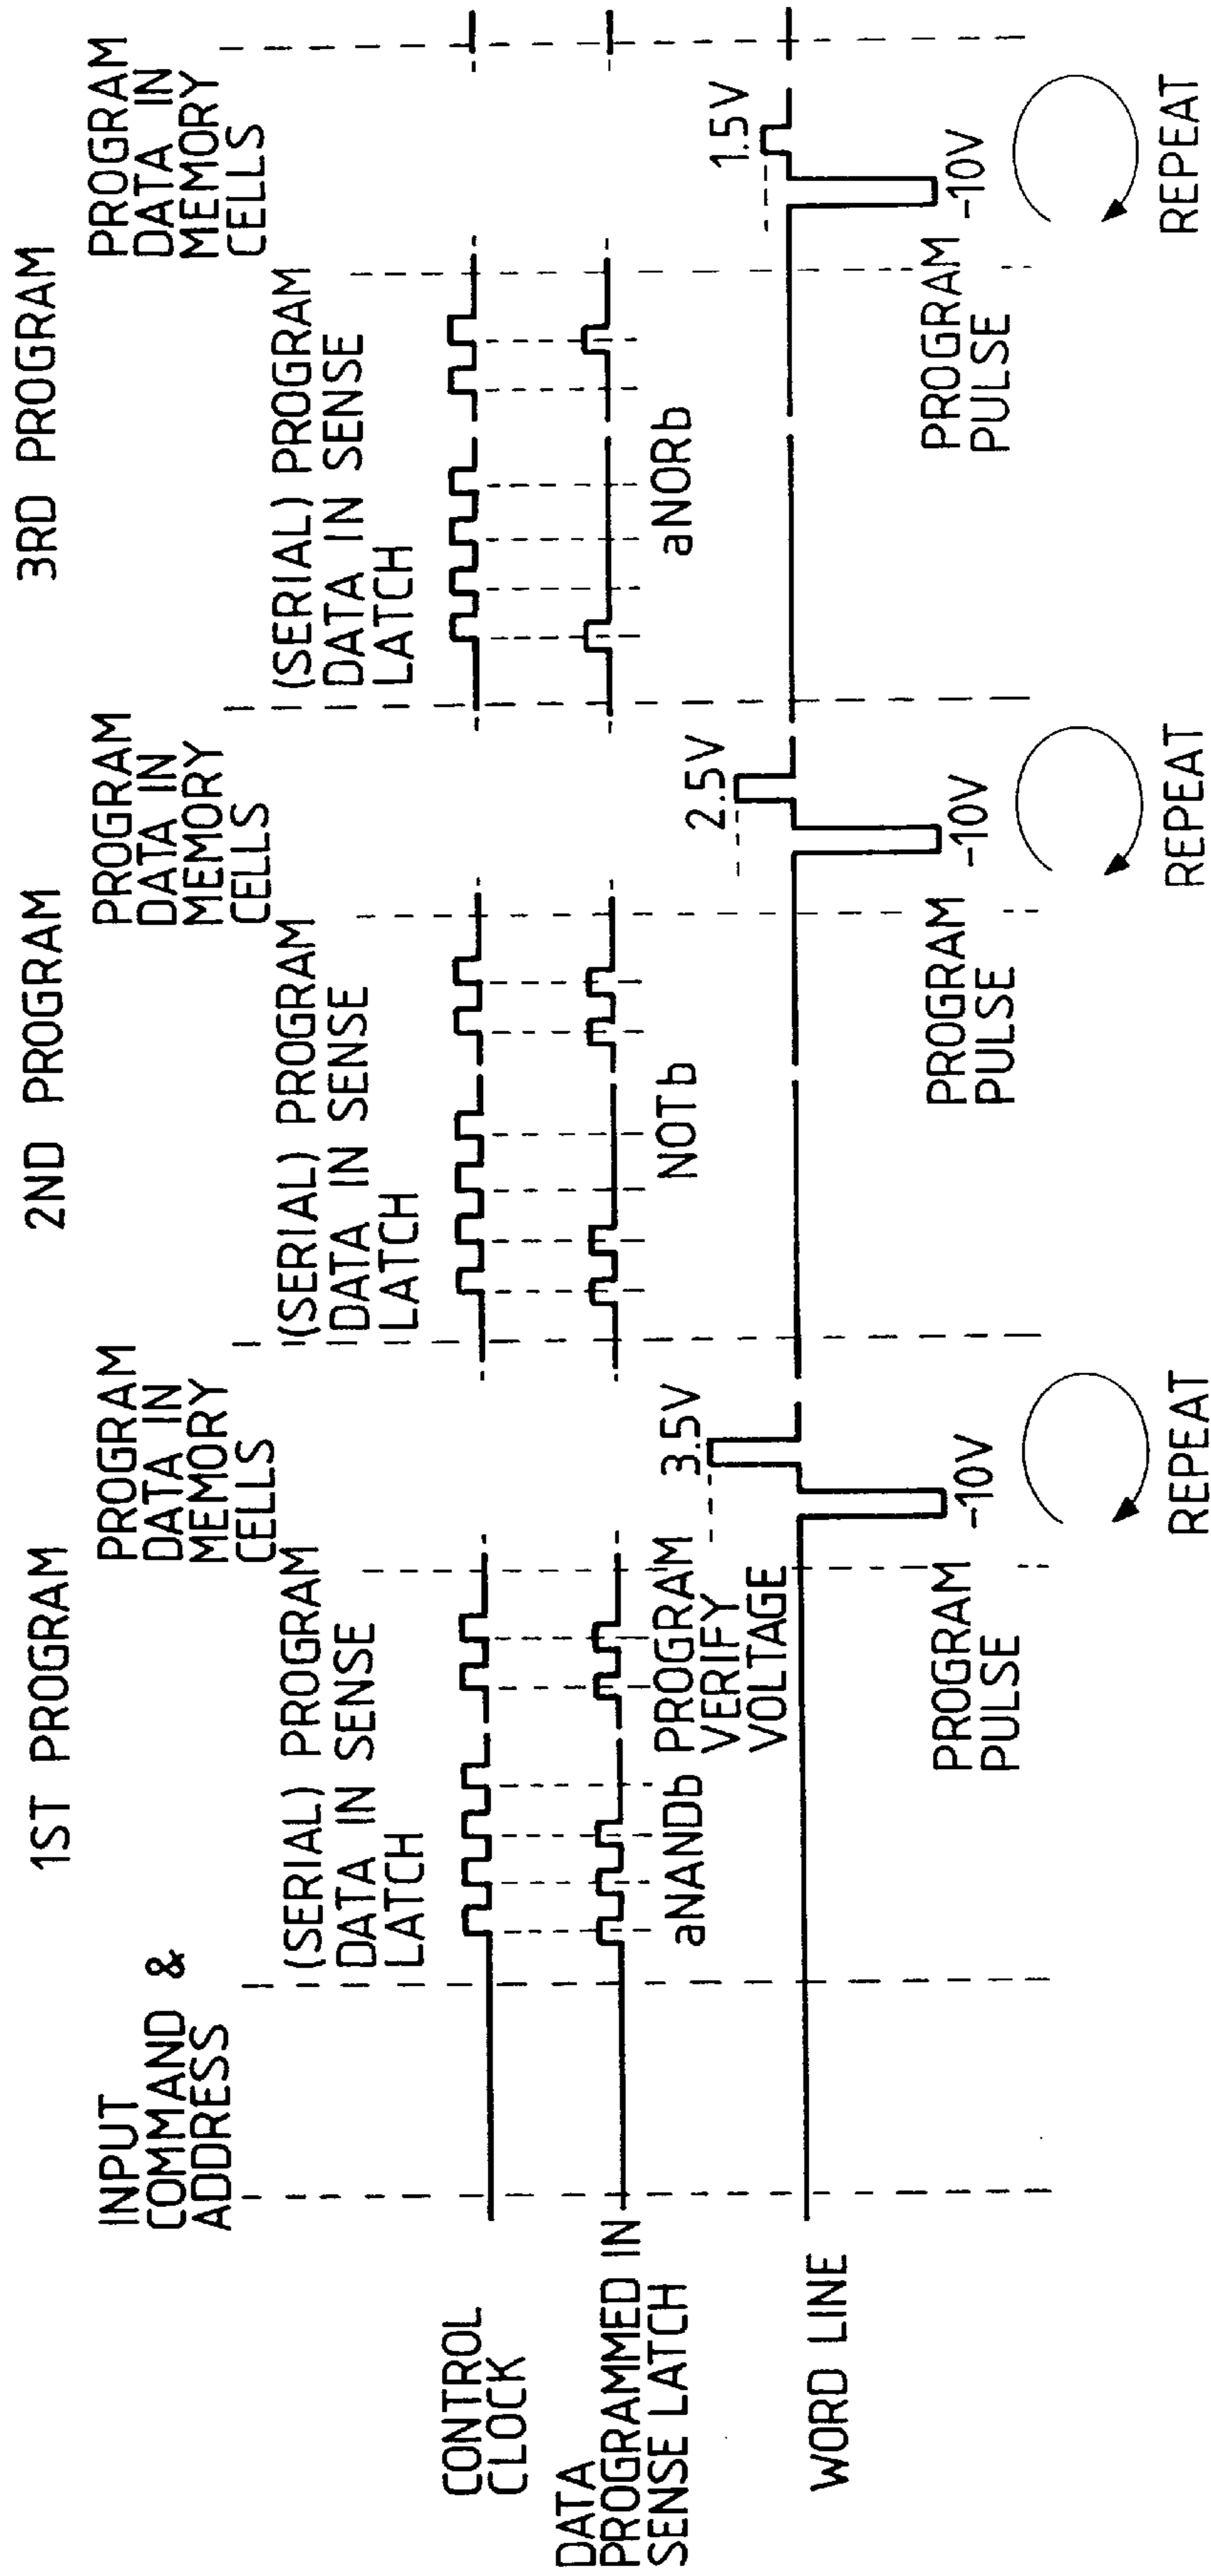 1ST PROGRAM
2ND PROGRAM
3RD PROGRAM
INPUT
COMMAND &
ADDRESS
(SERIAL) PROGRAM
DATA IN SENSE
LATCH
PROGRAM
DATA IN
MEMORY
CELLS
(SERIAL) PROGRAM
DATA IN SENSE
LATCH
PROGRAM
DATA IN
MEMORY
CELLS
(SERIAL) PROGRAM
DATA IN SENSE
LATCH
PROGRAM
DATA IN
MEMORY
CELLS
CONTROL
CLOCK
DATA
PROGRAMMED IN
SENSE LATCH
aNANDb
NOTb
aNORb
WORD LINE
PROGRAM
VERIFY
VOLTAGE
3.5V
2.5V
1.5V
PROGRAM
PULSE
-10V
PROGRAM
PULSE
-10V
PROGRAM
PULSE
-10V
REPEAT
REPEAT
REPEAT